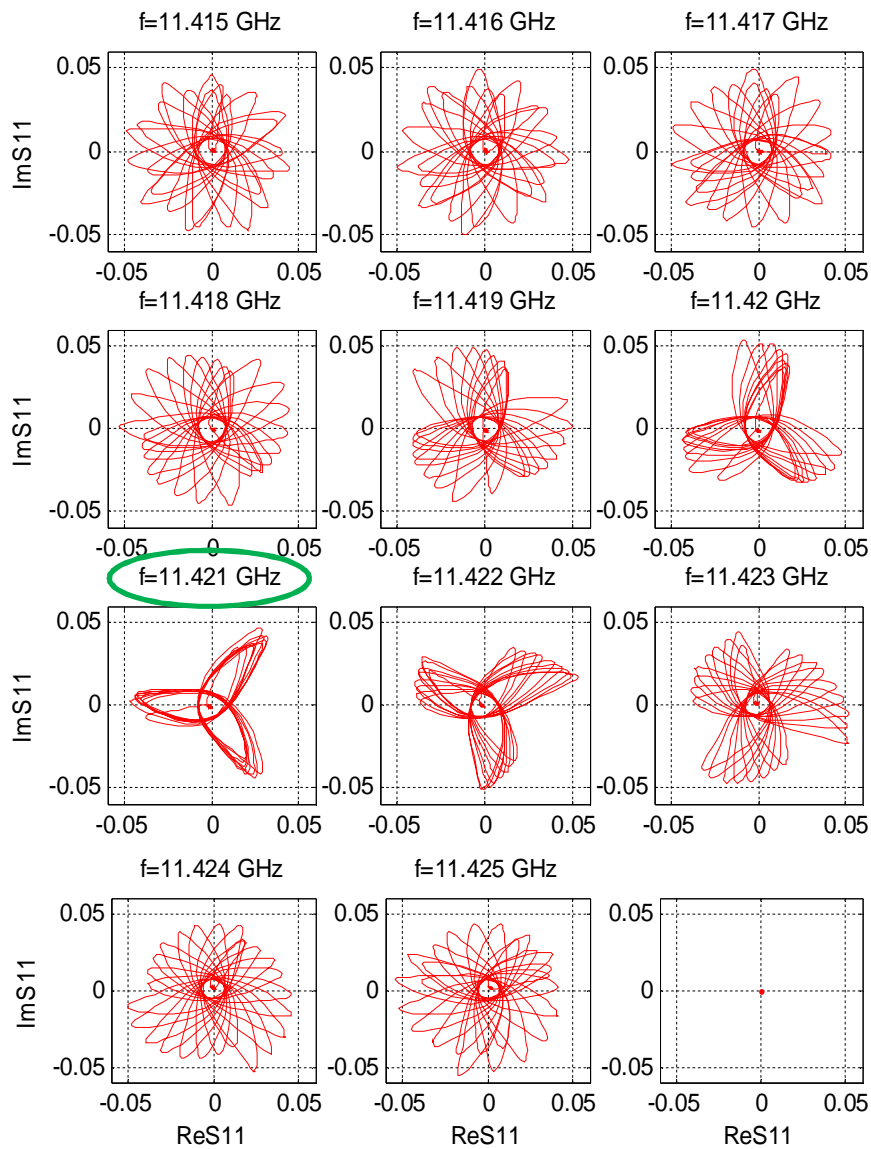 f=11.415 GHz f=11.416 GHz f=11.417 GHz
0.05 0.05 0.05
ImS11 0 0 0
-0.05 -0.05 -0.05
-0.05 0 0.05 -0.05 0 0.05 -0.05 0 0.05
f=11.418 GHz f=11.419 GHz f=11.42 GHz
0.05 0.05 0.05
ImS11 0 0 0
-0.05 -0.05 -0.05
-0.05 0 0.05 -0.05 0 0.05 -0.05 0 0.05
f=11.421 GHz f=11.422 GHz f=11.423 GHz
0.05 0.05 0.05
ImS11 0 0 0
-0.05 -0.05 -0.05
-0.05 0 0.05 -0.05 0 0.05 -0.05 0 0.05
f=11.424 GHz f=11.425 GHz
0.05 0.05 0.05
ImS11 0 0 0
-0.05 -0.05 -0.05
-0.05 0 0.05 -0.05 0 0.05 -0.05 0 0.05
ReS11 ReS11 ReS11